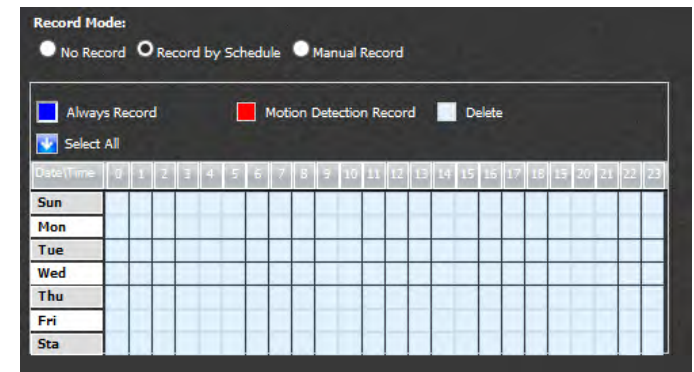 Record Mode:
No Record Record by Schedule Manual Record
Always Record Motion Detection Record Delete
Select All
Date\Time 0 1 2 3 4 5 6 7 8 9 10 11 12 13 14 15 16 17 18 19 20 21 22 23
Sun
Mon
Tue
Wed
Thu
Fri
Sta